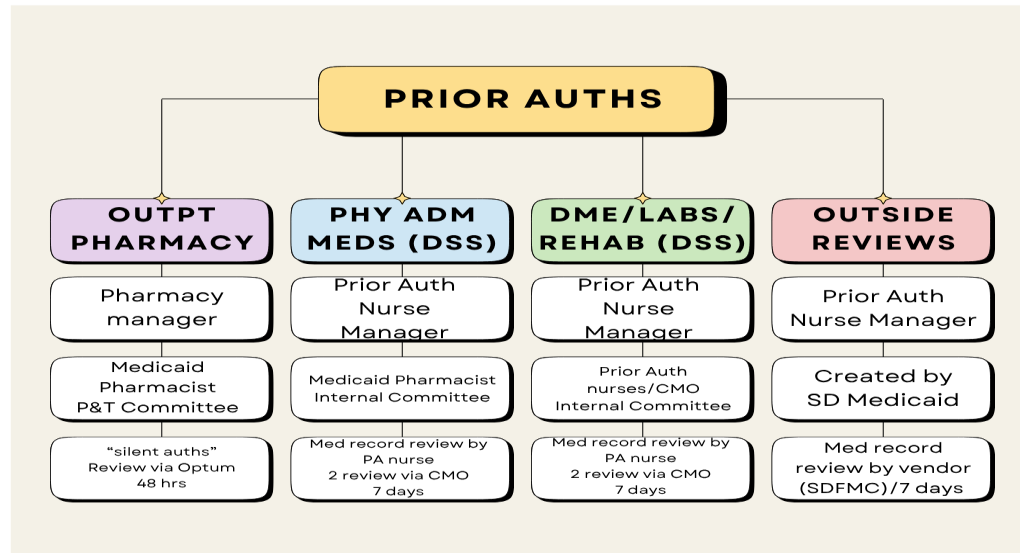 PRIOR AUTHS
OUTPT
PHARMACY
Pharmacy
manager
Medicaid
Pharmacist
P&T Committee
“silent auths”
Review via Optum
48 hrs
PHY ADM
MEDS (DSS)
Prior Auth
Nurse
Manager
Medicaid Pharmacist
Internal Committee
Med record review by
PA nurse
2 review via CMO
7 days
DME/LABS/
REHAB (DSS)
Prior Auth
Nurse
Manager
Prior Auth
nurses/CMO
Internal Committee
Med record review by
PA nurse
2 review via CMO
7 days
OUTSIDE
REVIEWS
Prior Auth
Nurse Manager
Created by
SD Medicaid
Med record
review by vendor
(SDFMC)/7 days